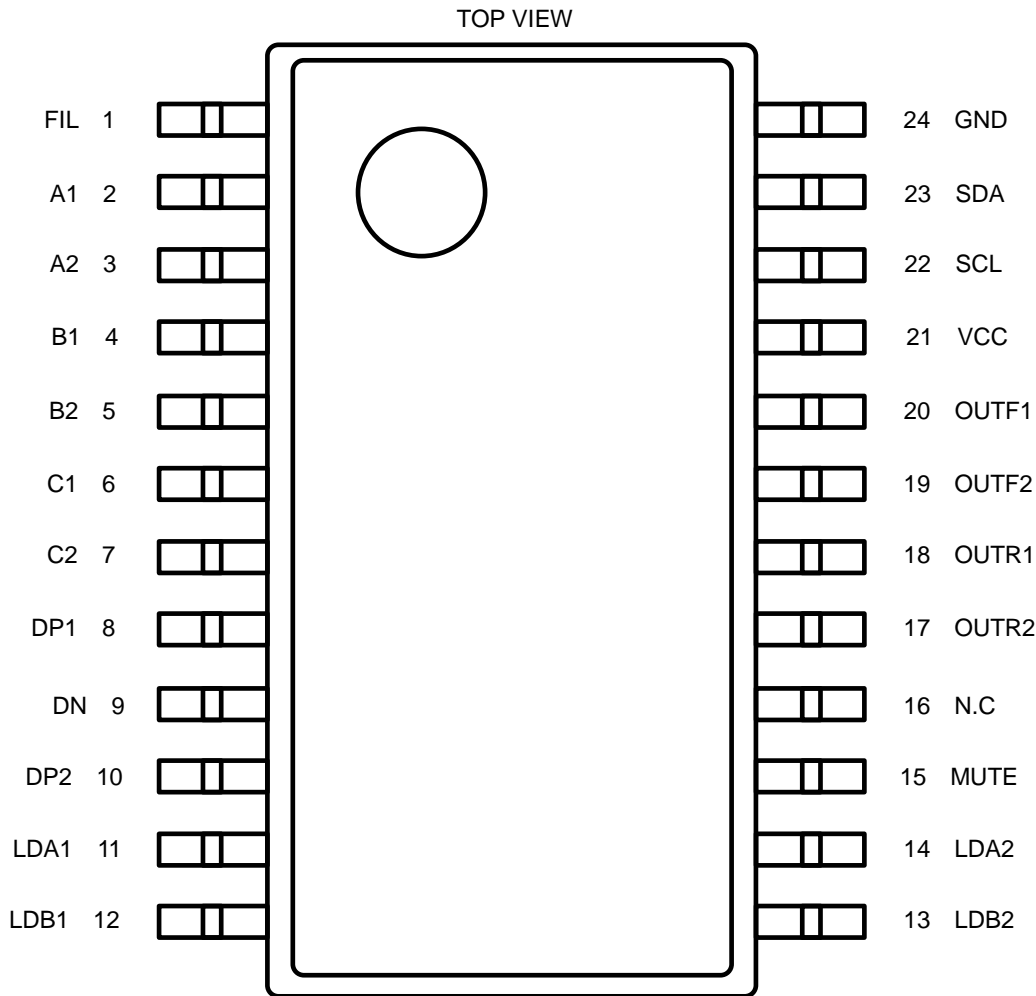 TOP VIEW
FIL 1
A1 2
A2 3
B1 4
B2 5
C1 6
C2 7
DP1 8
DN 9
DP2 10
LDA1 11
LDB1 12
24 GND
23 SDA
22 SCL
21 VCC
20 OUTF1
19 OUTF2
18 OUTR1
17 OUTR2
16 N.C
15 MUTE
14 LDA2
13 LDB2